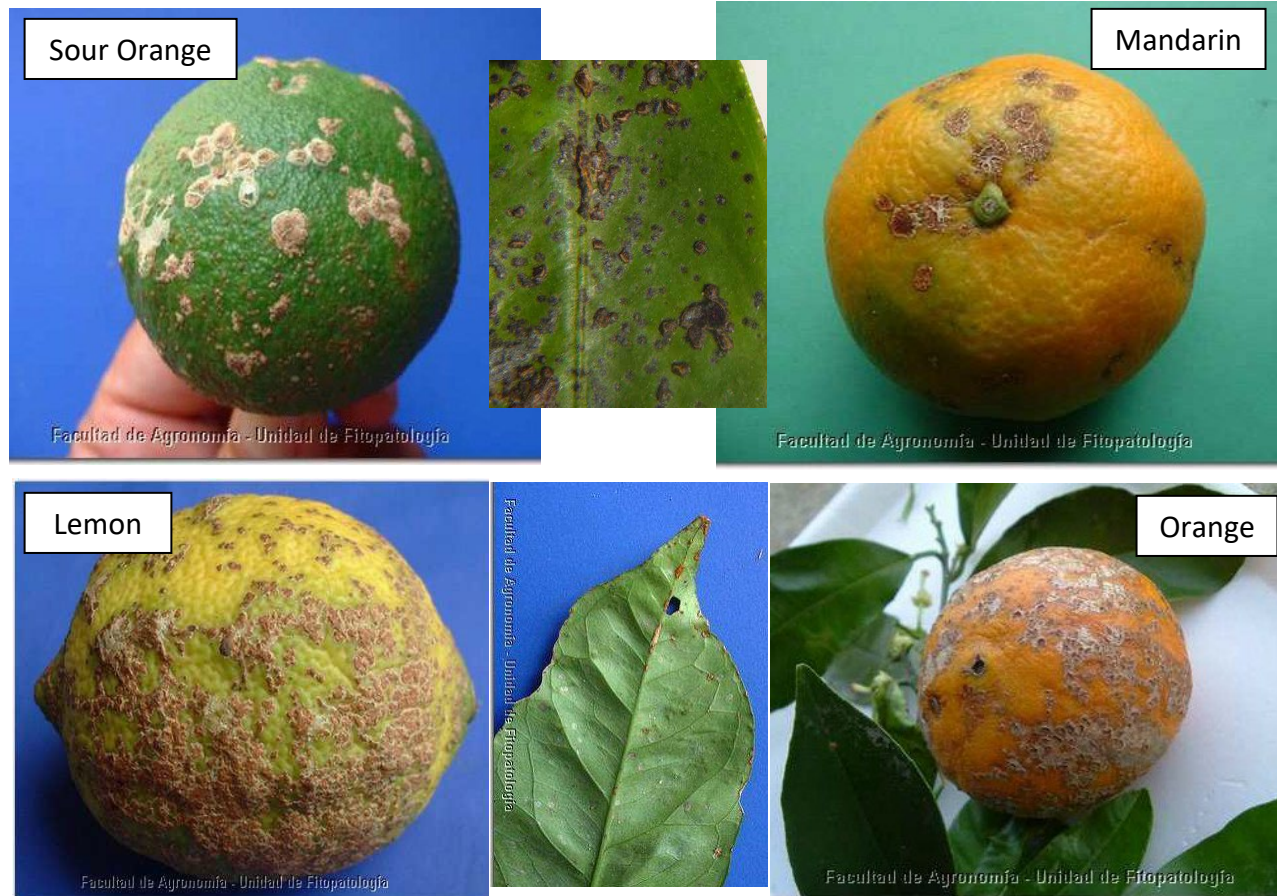 Sour Orange
Mandarin
Facultad de Agronomía - Unidad de Fitopatología
Facultad de Agronomía - Unidad de Fitopatología
Lemon
Facultad de Agronomía - Unidad de Fitopatología
Orange
Facultad de Agronomía - Unidad de Fitopatología
Facultad de Agronomía - Unidad de Fitopatología